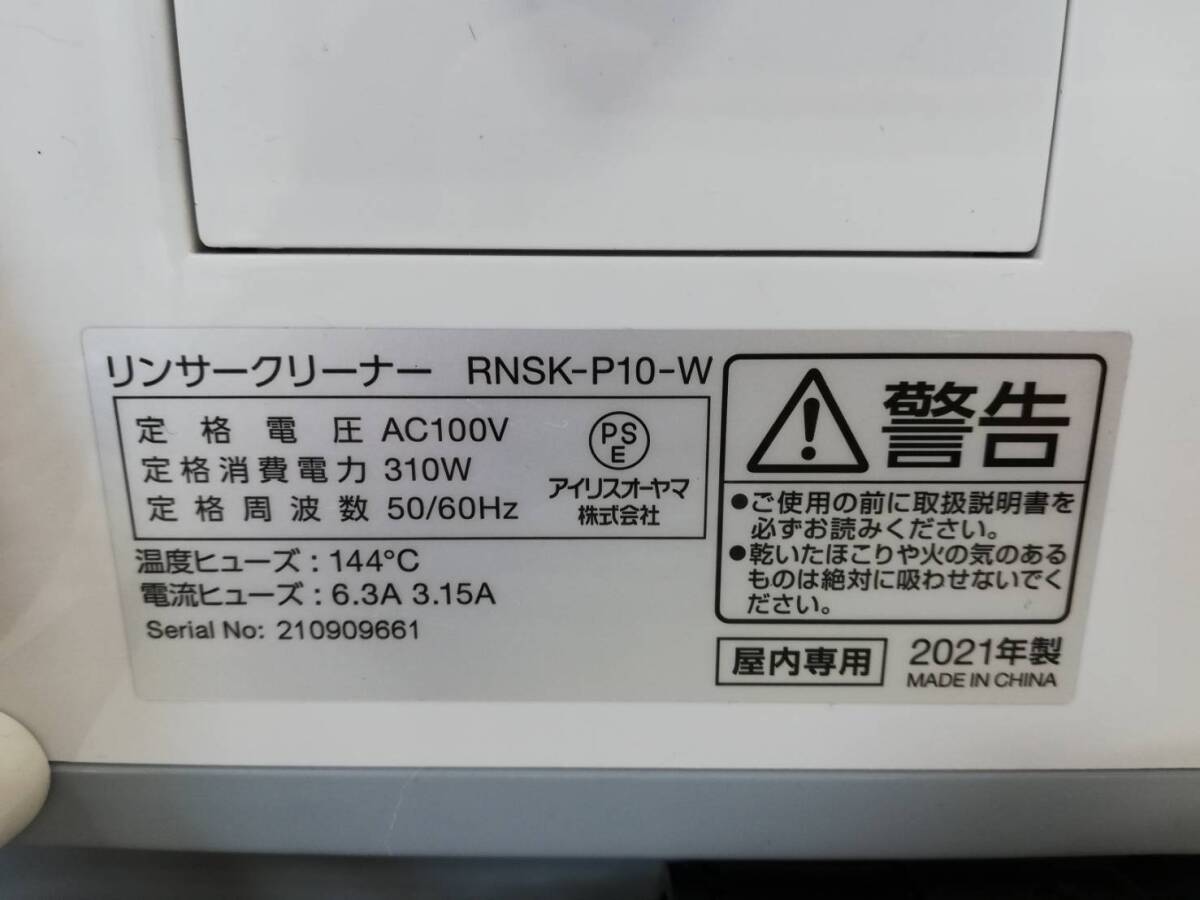 リンサークリーナー RNSK-P10-W
定格電圧 AC100V
定格消費電力 310W
定格周波数 50/60Hz
PS
E
アイリスオーヤマ
株式会社
温度ヒューズ：144℃
電流ヒューズ：6.3A 3.15A
Serial No: 210909661
警告
●ご使用の前に取扱説明書を
必ずお読みください。
●乾いたほこりや火の気のある
ものは絶対に吸わせないでく
ださい。
屋内専用
2021年製
MADE IN CHINA